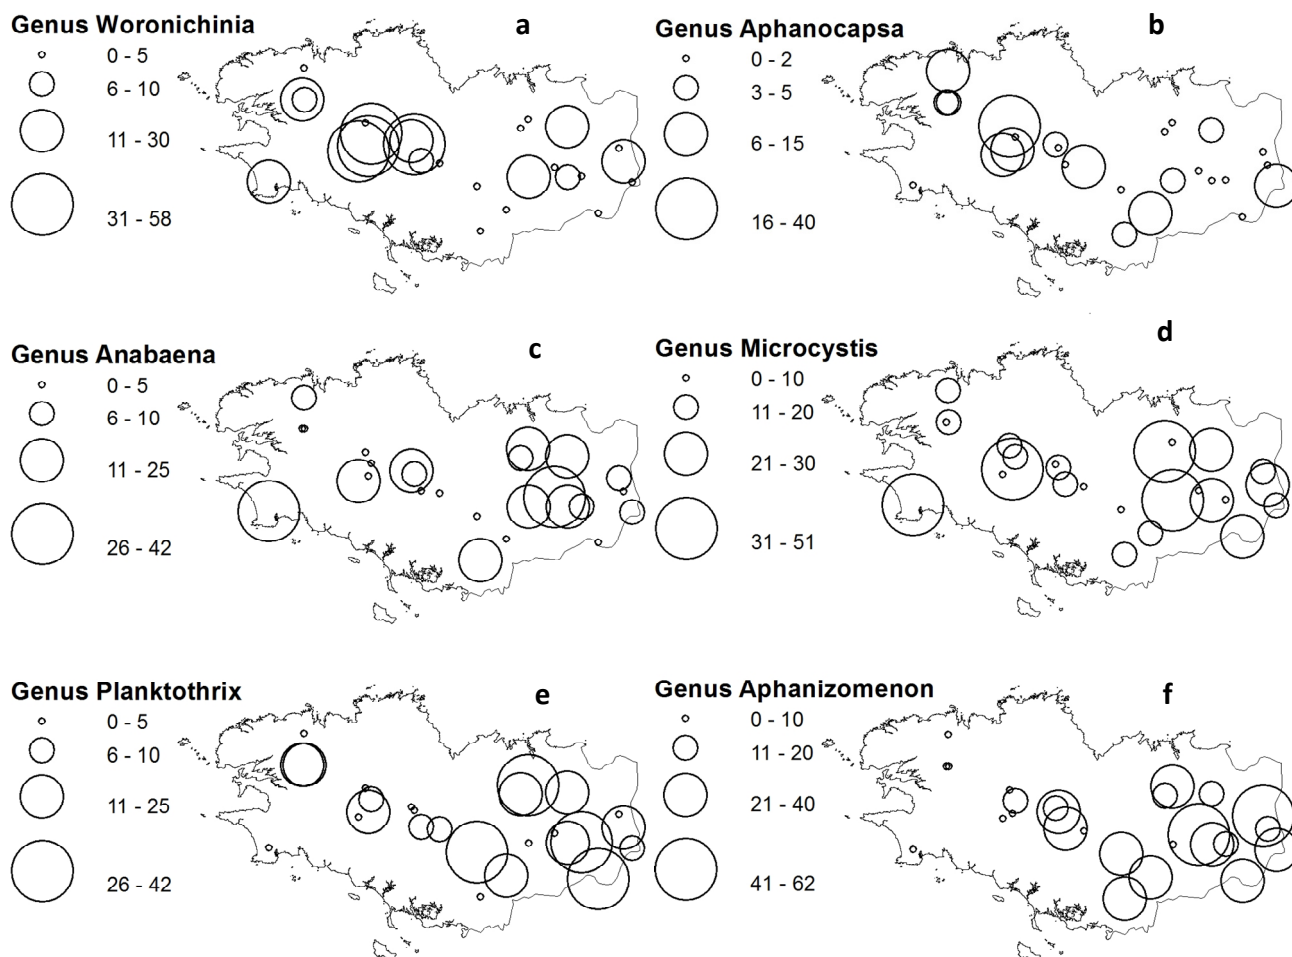 Genus Woronichinia
a
0 - 5
6 - 10
11 - 30
31 - 58
Genus Aphanocapsa
b
0 - 2
3 - 5
6 - 15
16 - 40
Genus Anabaena
c
0 - 5
6 - 10
11 - 25
26 - 42
Genus Microcystis
d
0 - 10
11 - 20
21 - 30
31 - 51
Genus Planktothrix
e
0 - 5
6 - 10
11 - 25
26 - 42
Genus Aphanizomenon
f
0 - 10
11 - 20
21 - 40
41 - 62